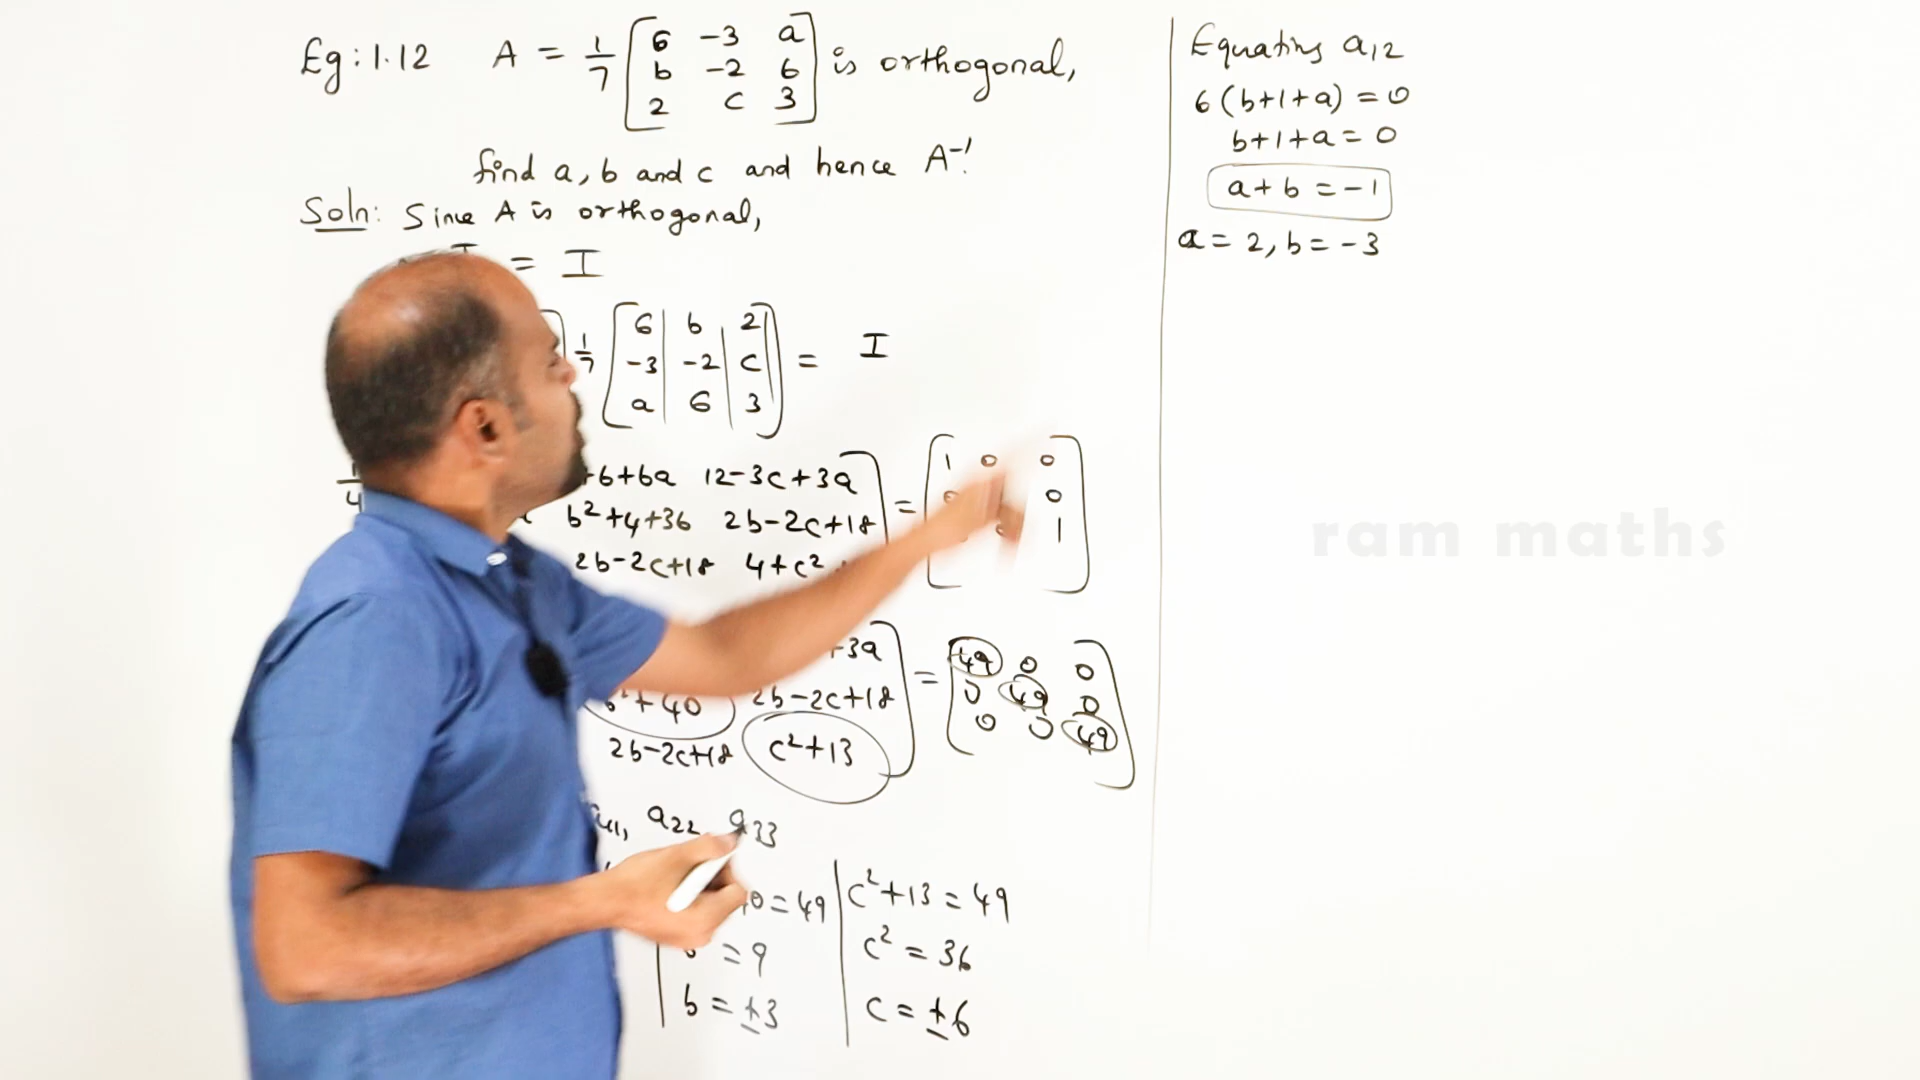 Eg: 1.12 A = 1/7 [6 -3 a
b -2 6
2 c 3] is orthogonal,
find a, b and c and hence A⁻¹.
Soln: Since A is orthogonal,
= I
1/7 [6 b 2
-3 -2 c
a 6 3] = I
+6+6a 12-3c+3a
b²+4+36 2b-2c+18
2b-2c+18 4+c²
= [1 0 0
0
1]
+3a
+40 2b-2c+18
2b-2c+18 c²+13
= [49 0 0
0 49 0
0 0 49]
a22, a33
=49
=9
b = ±3
c²+13 = 49
c² = 36
c = ±6
Equating a12
6(b+1+a) = 0
b+1+a = 0
a+b = -1
a = 2, b = -3
ram maths